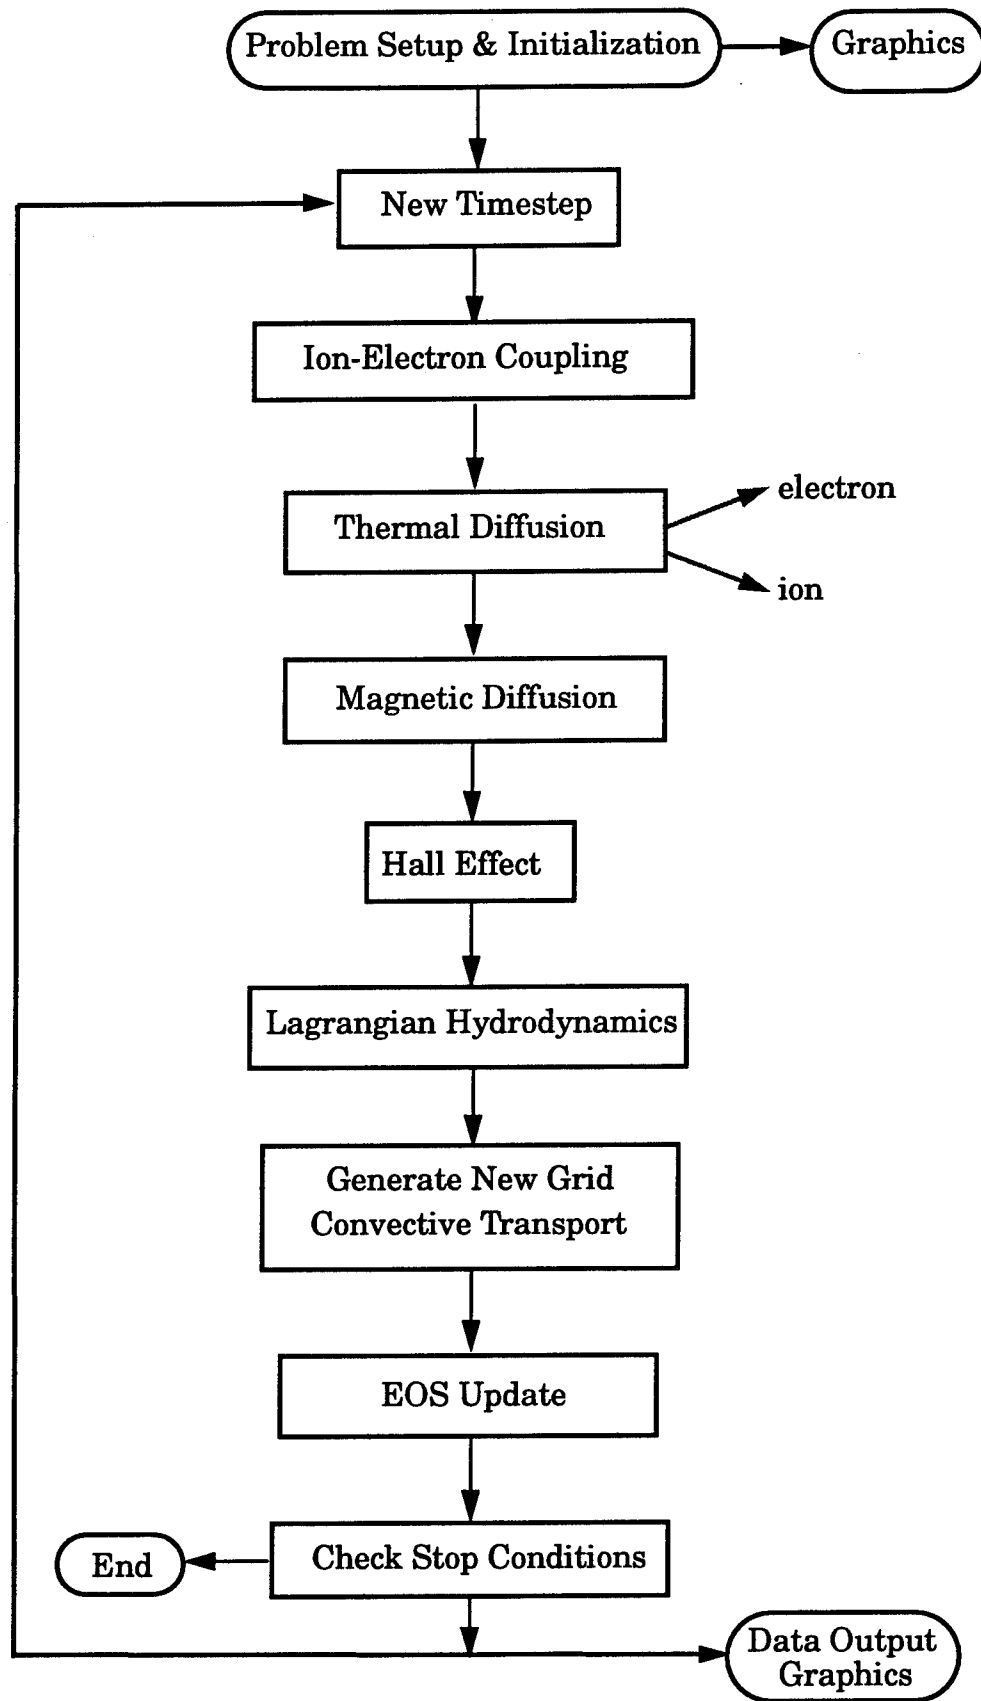 Problem Setup & Initialization
Graphics
New Timestep
Ion-Electron Coupling
Thermal Diffusion
electron
ion
Magnetic Diffusion
Hall Effect
Lagrangian Hydrodynamics
Generate New Grid
Convective Transport
EOS Update
Check Stop Conditions
End
Data Output
Graphics